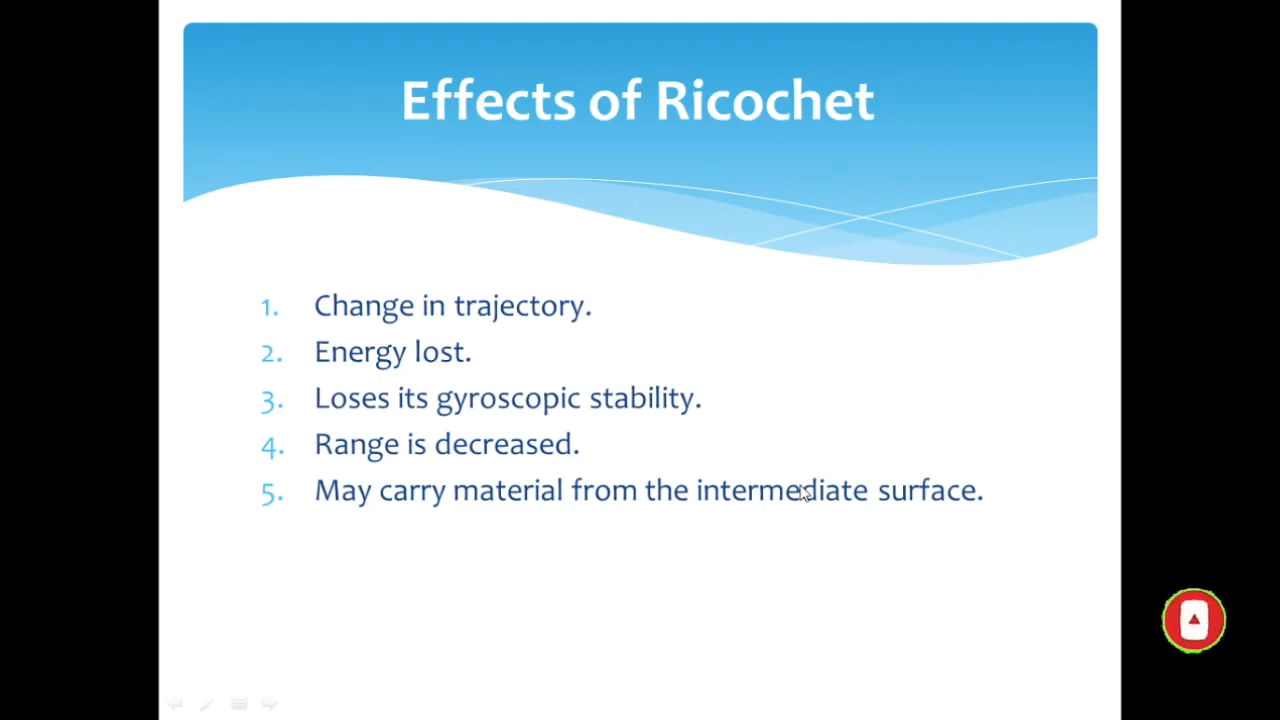 Effects of Ricochet
1. Change in trajectory.
2. Energy lost.
3. Loses its gyroscopic stability.
4. Range is decreased.
5. May carry material from the intermediate surface.